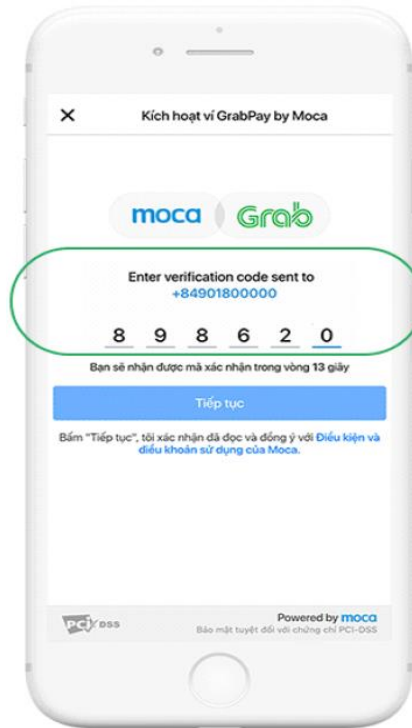 Kích hoạt ví GrabPay by Moca
moca Grab
Enter verification code sent to
+84901800000
8 9 8 6 2 0
Bạn sẽ nhận được mã xác nhận trong vòng 13 giây
Tiếp tục
Bấm "Tiếp tục", tôi xác nhận đã đọc và đồng ý với Điều kiện và
điều khoản sử dụng của Moca.
PCI DSS
Powered by moca
Bảo mật tuyệt đối với chứng chỉ PCI-DSS